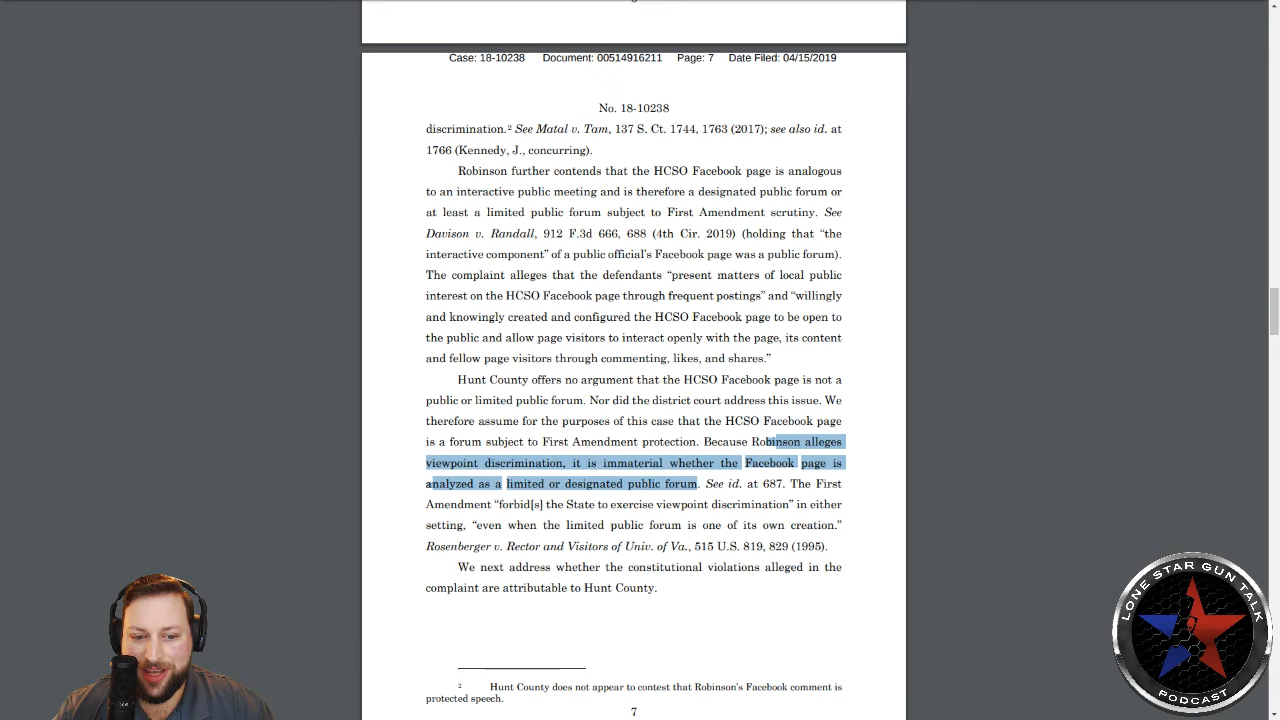 Case: 18-10238 Document: 00514916211 Page: 7 Date Filed: 04/15/2019
No. 18-10238
discrimination.² See Matal v. Tam, 137 S. Ct. 1744, 1763 (2017); see also id. at
1766 (Kennedy, J., concurring).
Robinson further contends that the HCSO Facebook page is analogous
to an interactive public meeting and is therefore a designated public forum or
at least a limited public forum subject to First Amendment scrutiny. See
Davison v. Randall, 912 F.3d 666, 688 (4th Cir. 2019) (holding that “the
interactive component” of a public official’s Facebook page was a public forum).
The complaint alleges that the defendants “present matters of local public
interest on the HCSO Facebook page through frequent postings” and “willingly
and knowingly created and configured the HCSO Facebook page to be open to
the public and allow page visitors to interact openly with the page, its content
and fellow page visitors through commenting, likes, and shares.”
Hunt County offers no argument that the HCSO Facebook page is not a
public or limited public forum. Nor did the district court address this issue. We
therefore assume for the purposes of this case that the HCSO Facebook page
is a forum subject to First Amendment protection. Because Robinson alleges
viewpoint discrimination, it is immaterial whether the Facebook page is
analyzed as a limited or designated public forum. See id. at 687. The First
Amendment “forbid[s] the State to exercise viewpoint discrimination” in either
setting, “even when the limited public forum is one of its own creation.”
Rosenberger v. Rector and Visitors of Univ. of Va., 515 U.S. 819, 829 (1995).
We next address whether the constitutional violations alleged in the
complaint are attributable to Hunt County.
² Hunt County does not appear to contest that Robinson’s Facebook comment is
protected speech.
7
LONE STAR GUN TALK
PODCAST